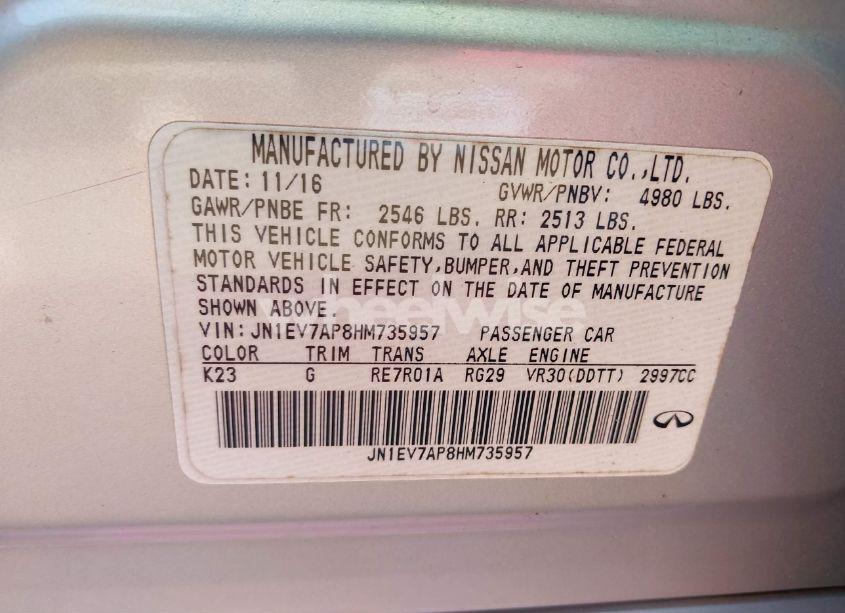 MANUFACTURED BY NISSAN MOTOR CO.,LTD.
DATE: 11/16 GVWR/PNBV: 4980 LBS.
GAWR/PNBE FR: 2546 LBS. RR: 2513 LBS.
THIS VEHICLE CONFORMS TO ALL APPLICABLE FEDERAL
MOTOR VEHICLE SAFETY,BUMPER,AND THEFT PREVENTION
STANDARDS IN EFFECT ON THE DATE OF MANUFACTURE
SHOWN ABOVE.
wheelwise
VIN:JN1EV7AP8HM735957 PASSENGER CAR
COLOR TRIM TRANS AXLE ENGINE
K23 G RE7R01A RG29 VR30(DDTT) 2997CC
JN1EV7AP8HM735957